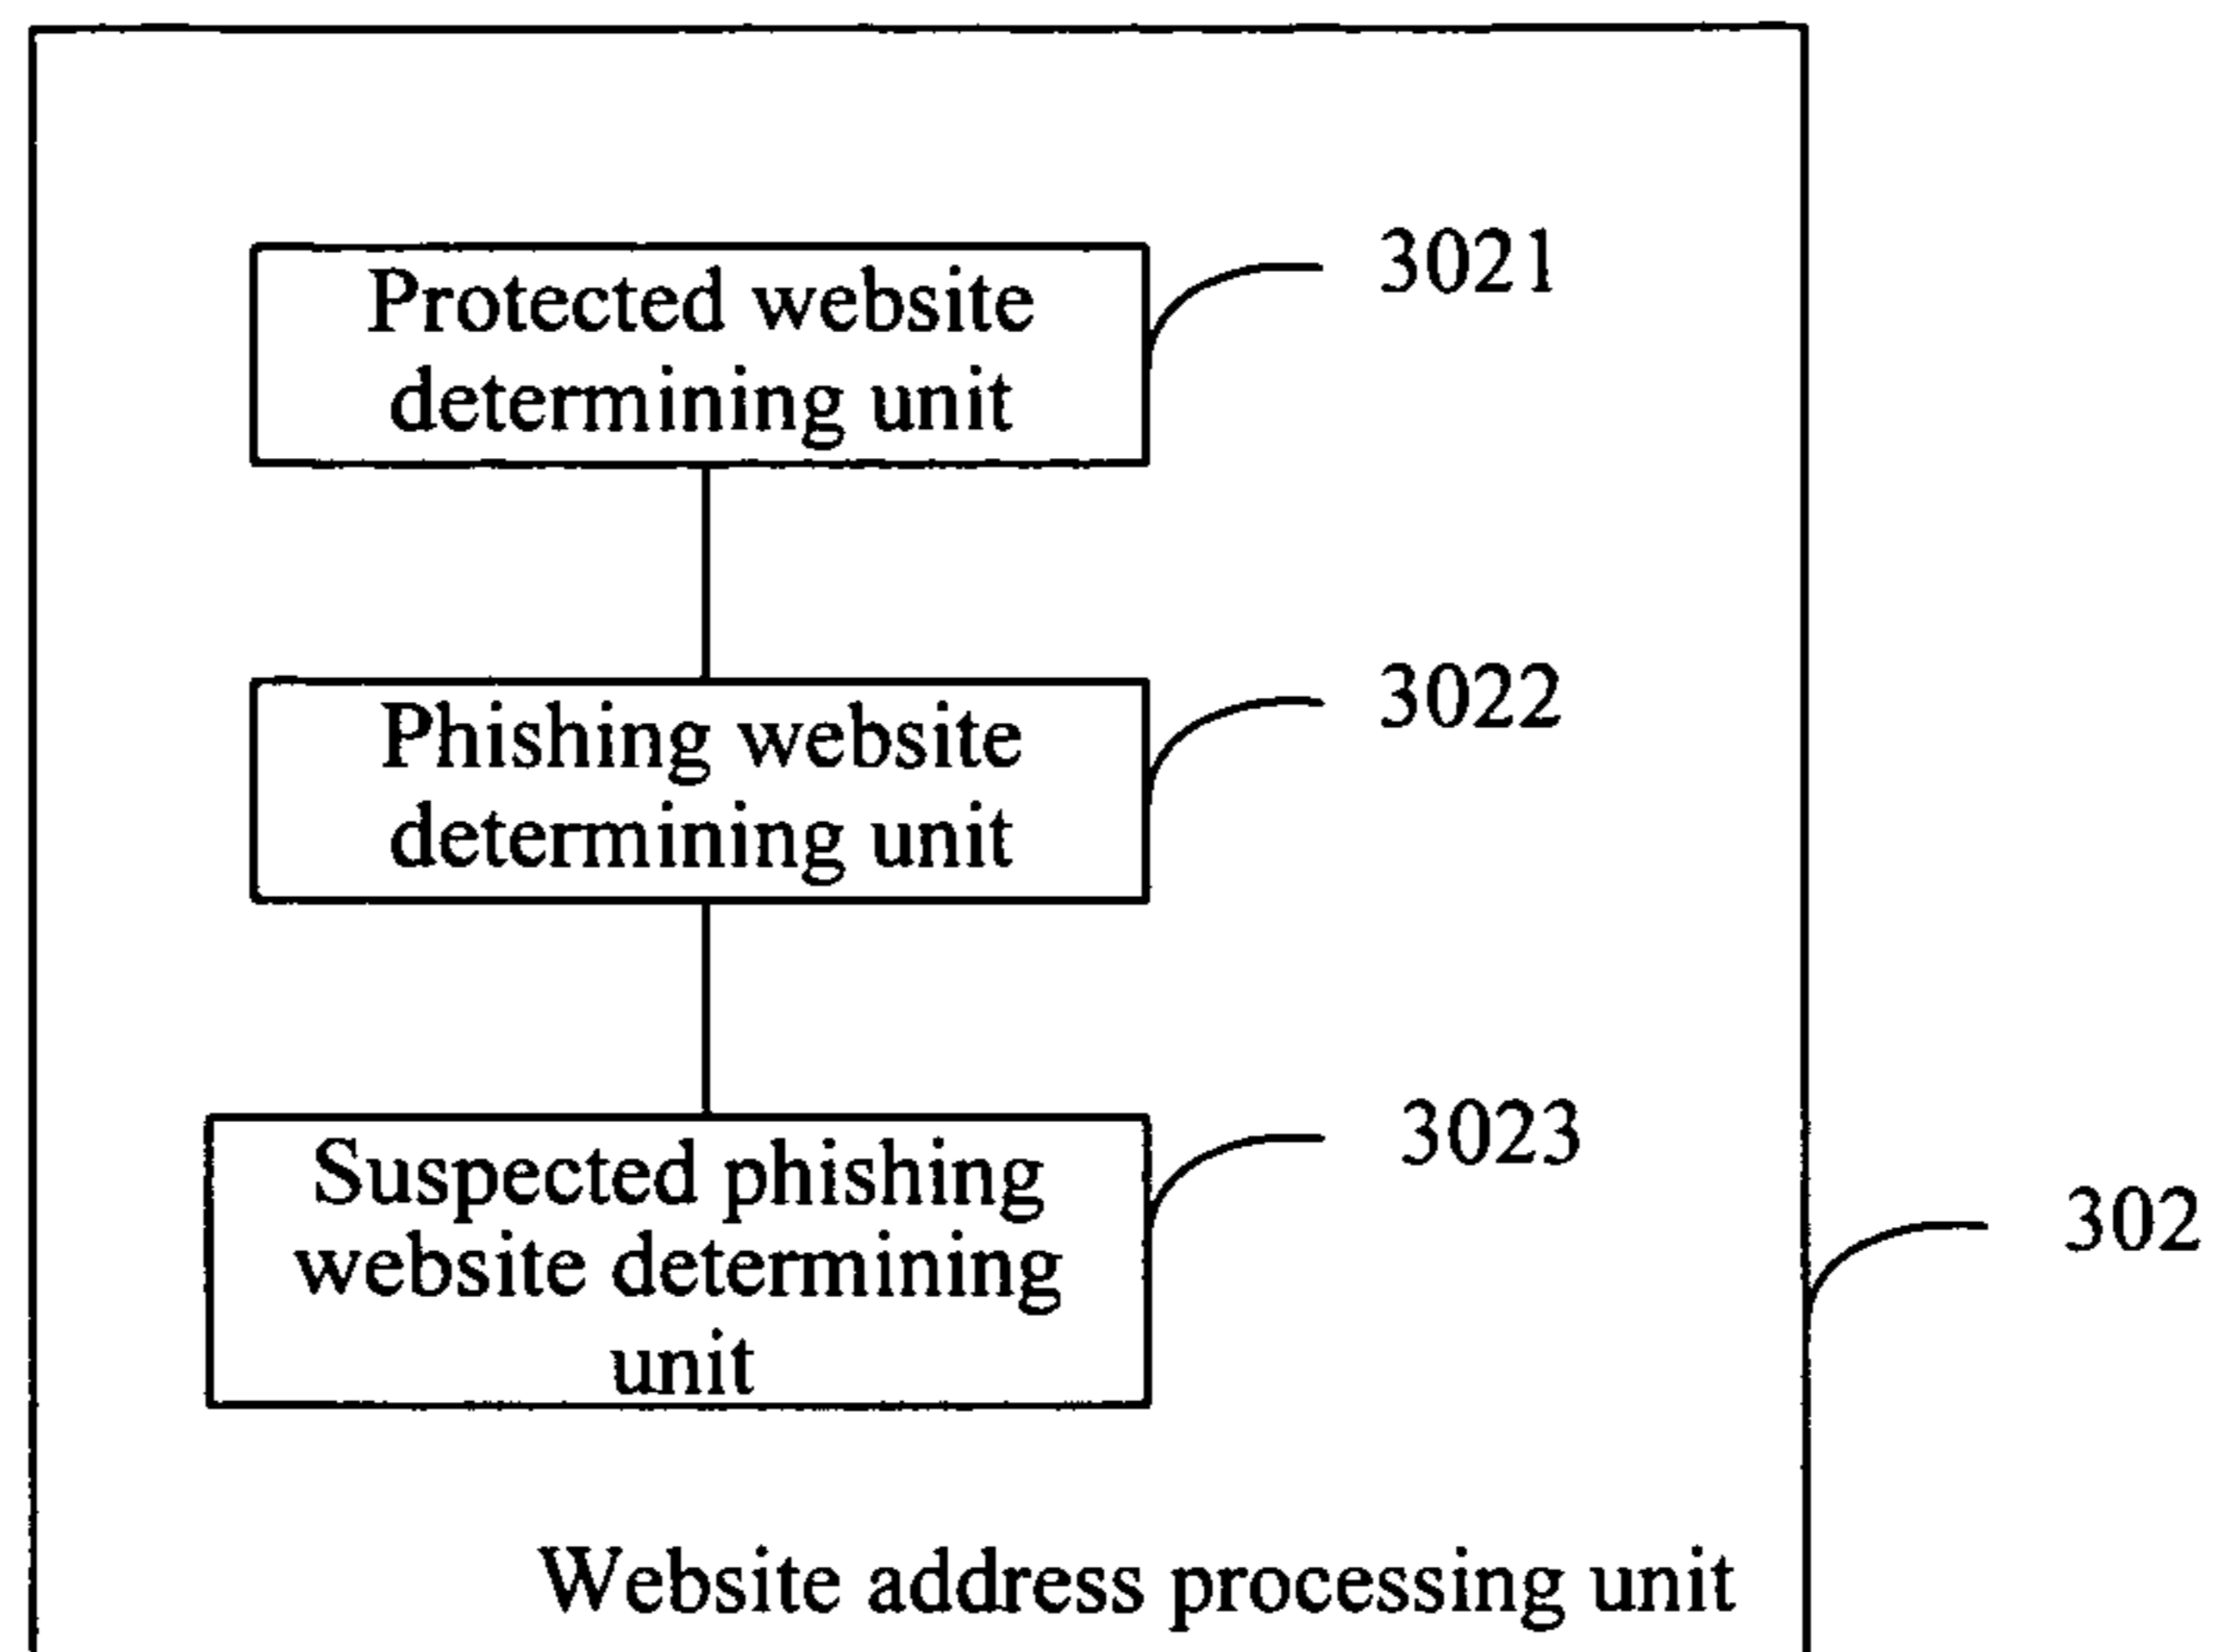 Protected website
determining unit
3021
Phishing website
determining unit
3022
Suspected phishing
website determining
unit
3023
302
Website address processing unit